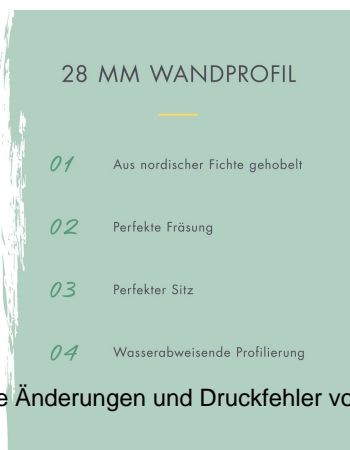 28 MM WANDPROFIL
01 Aus nordischer Fichte gehobelt
02 Perfekte Fräsung
03 Perfekter Sitz
04 Wasserabweisende Profilierung
e Änderungen und Druckfehler vo